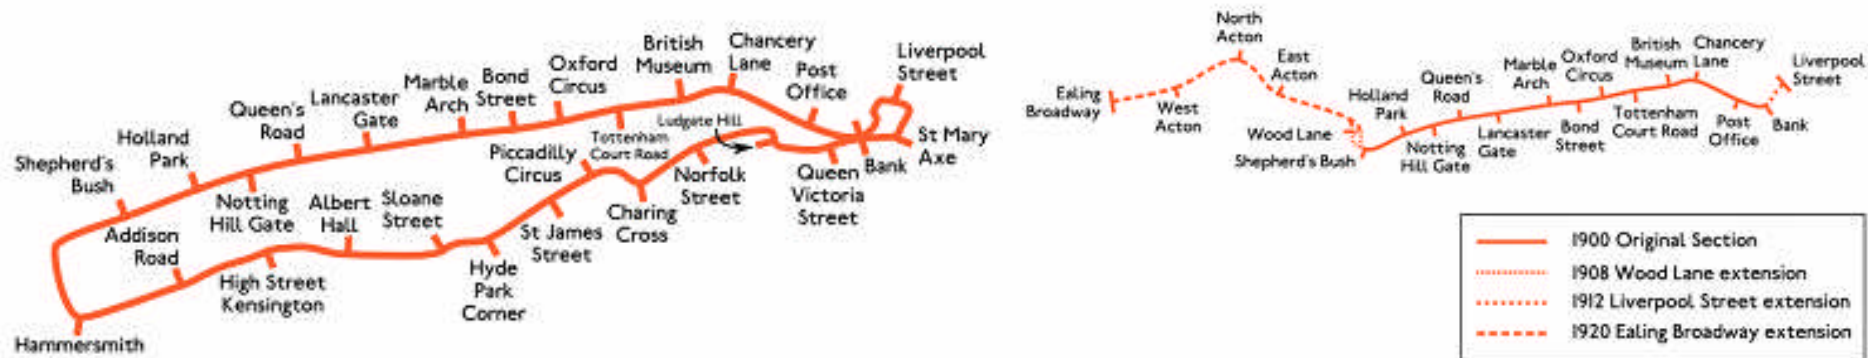 Shepherd's
Bush
Holland
Park
Queen's
Road
Lancaster
Gate
Marble
Arch
Bond
Street
Oxford
Circus
British
Museum
Chancery
Lane
Post
Office
Liverpool
Street
St Mary
Axe
Bank
Queen
Victoria
Street
Ludgate Hill
Tottenham
Court Road
Norfolk
Street
Charing
Cross
Piccadilly
Circus
St James
Street
Hyde
Park
Corner
Sloane
Street
Albert
Hall
Notting
Hill Gate
High Street
Kensington
Addison
Road
Hammersmith
Ealing
Broadway
West
Acton
North
Acton
East
Acton
Wood Lane
Shepherd's Bush
Holland
Park
Notting
Hill Gate
Queen's
Road
Lancaster
Gate
Marble
Arch
Bond
Street
Oxford
Circus
Tottenham
Court Road
British
Museum
Chancery
Lane
Post
Office
Bank
Liverpool
Street
1900 Original Section
1908 Wood Lane extension
1912 Liverpool Street extension
1920 Ealing Broadway extension